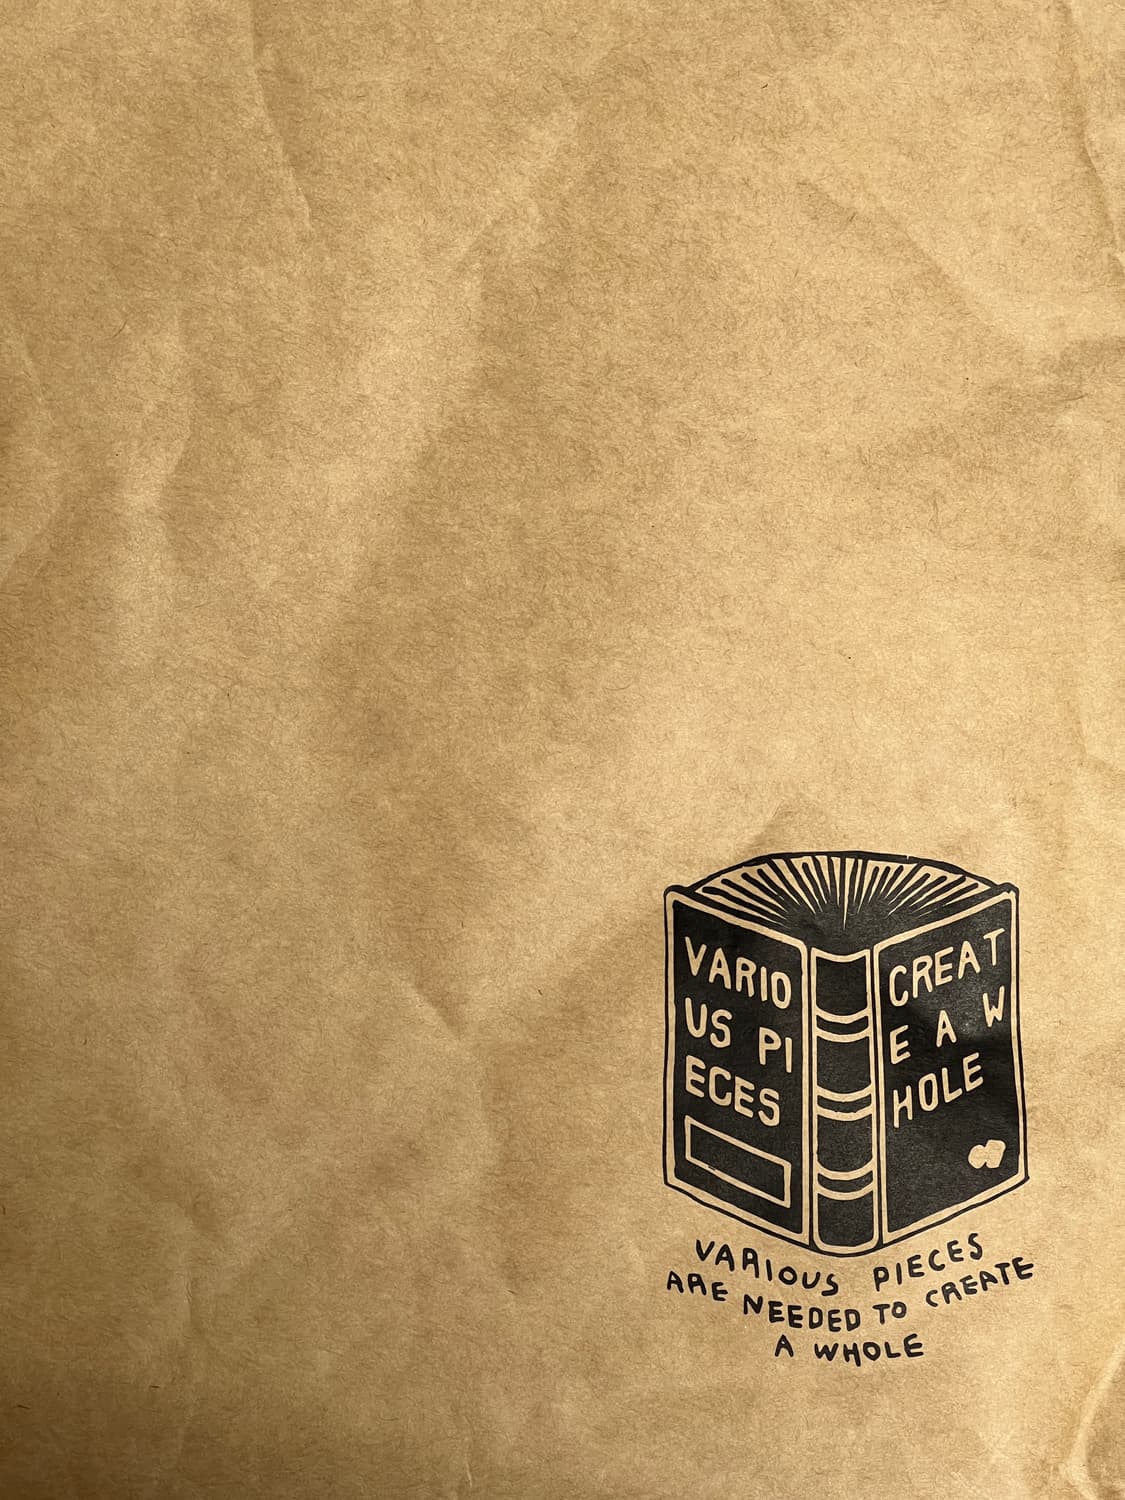 VARIO
US PI
ECES
CREAT
E A W
HOLE
VARIOUS PIECES
ARE NEEDED TO CREATE
A WHOLE